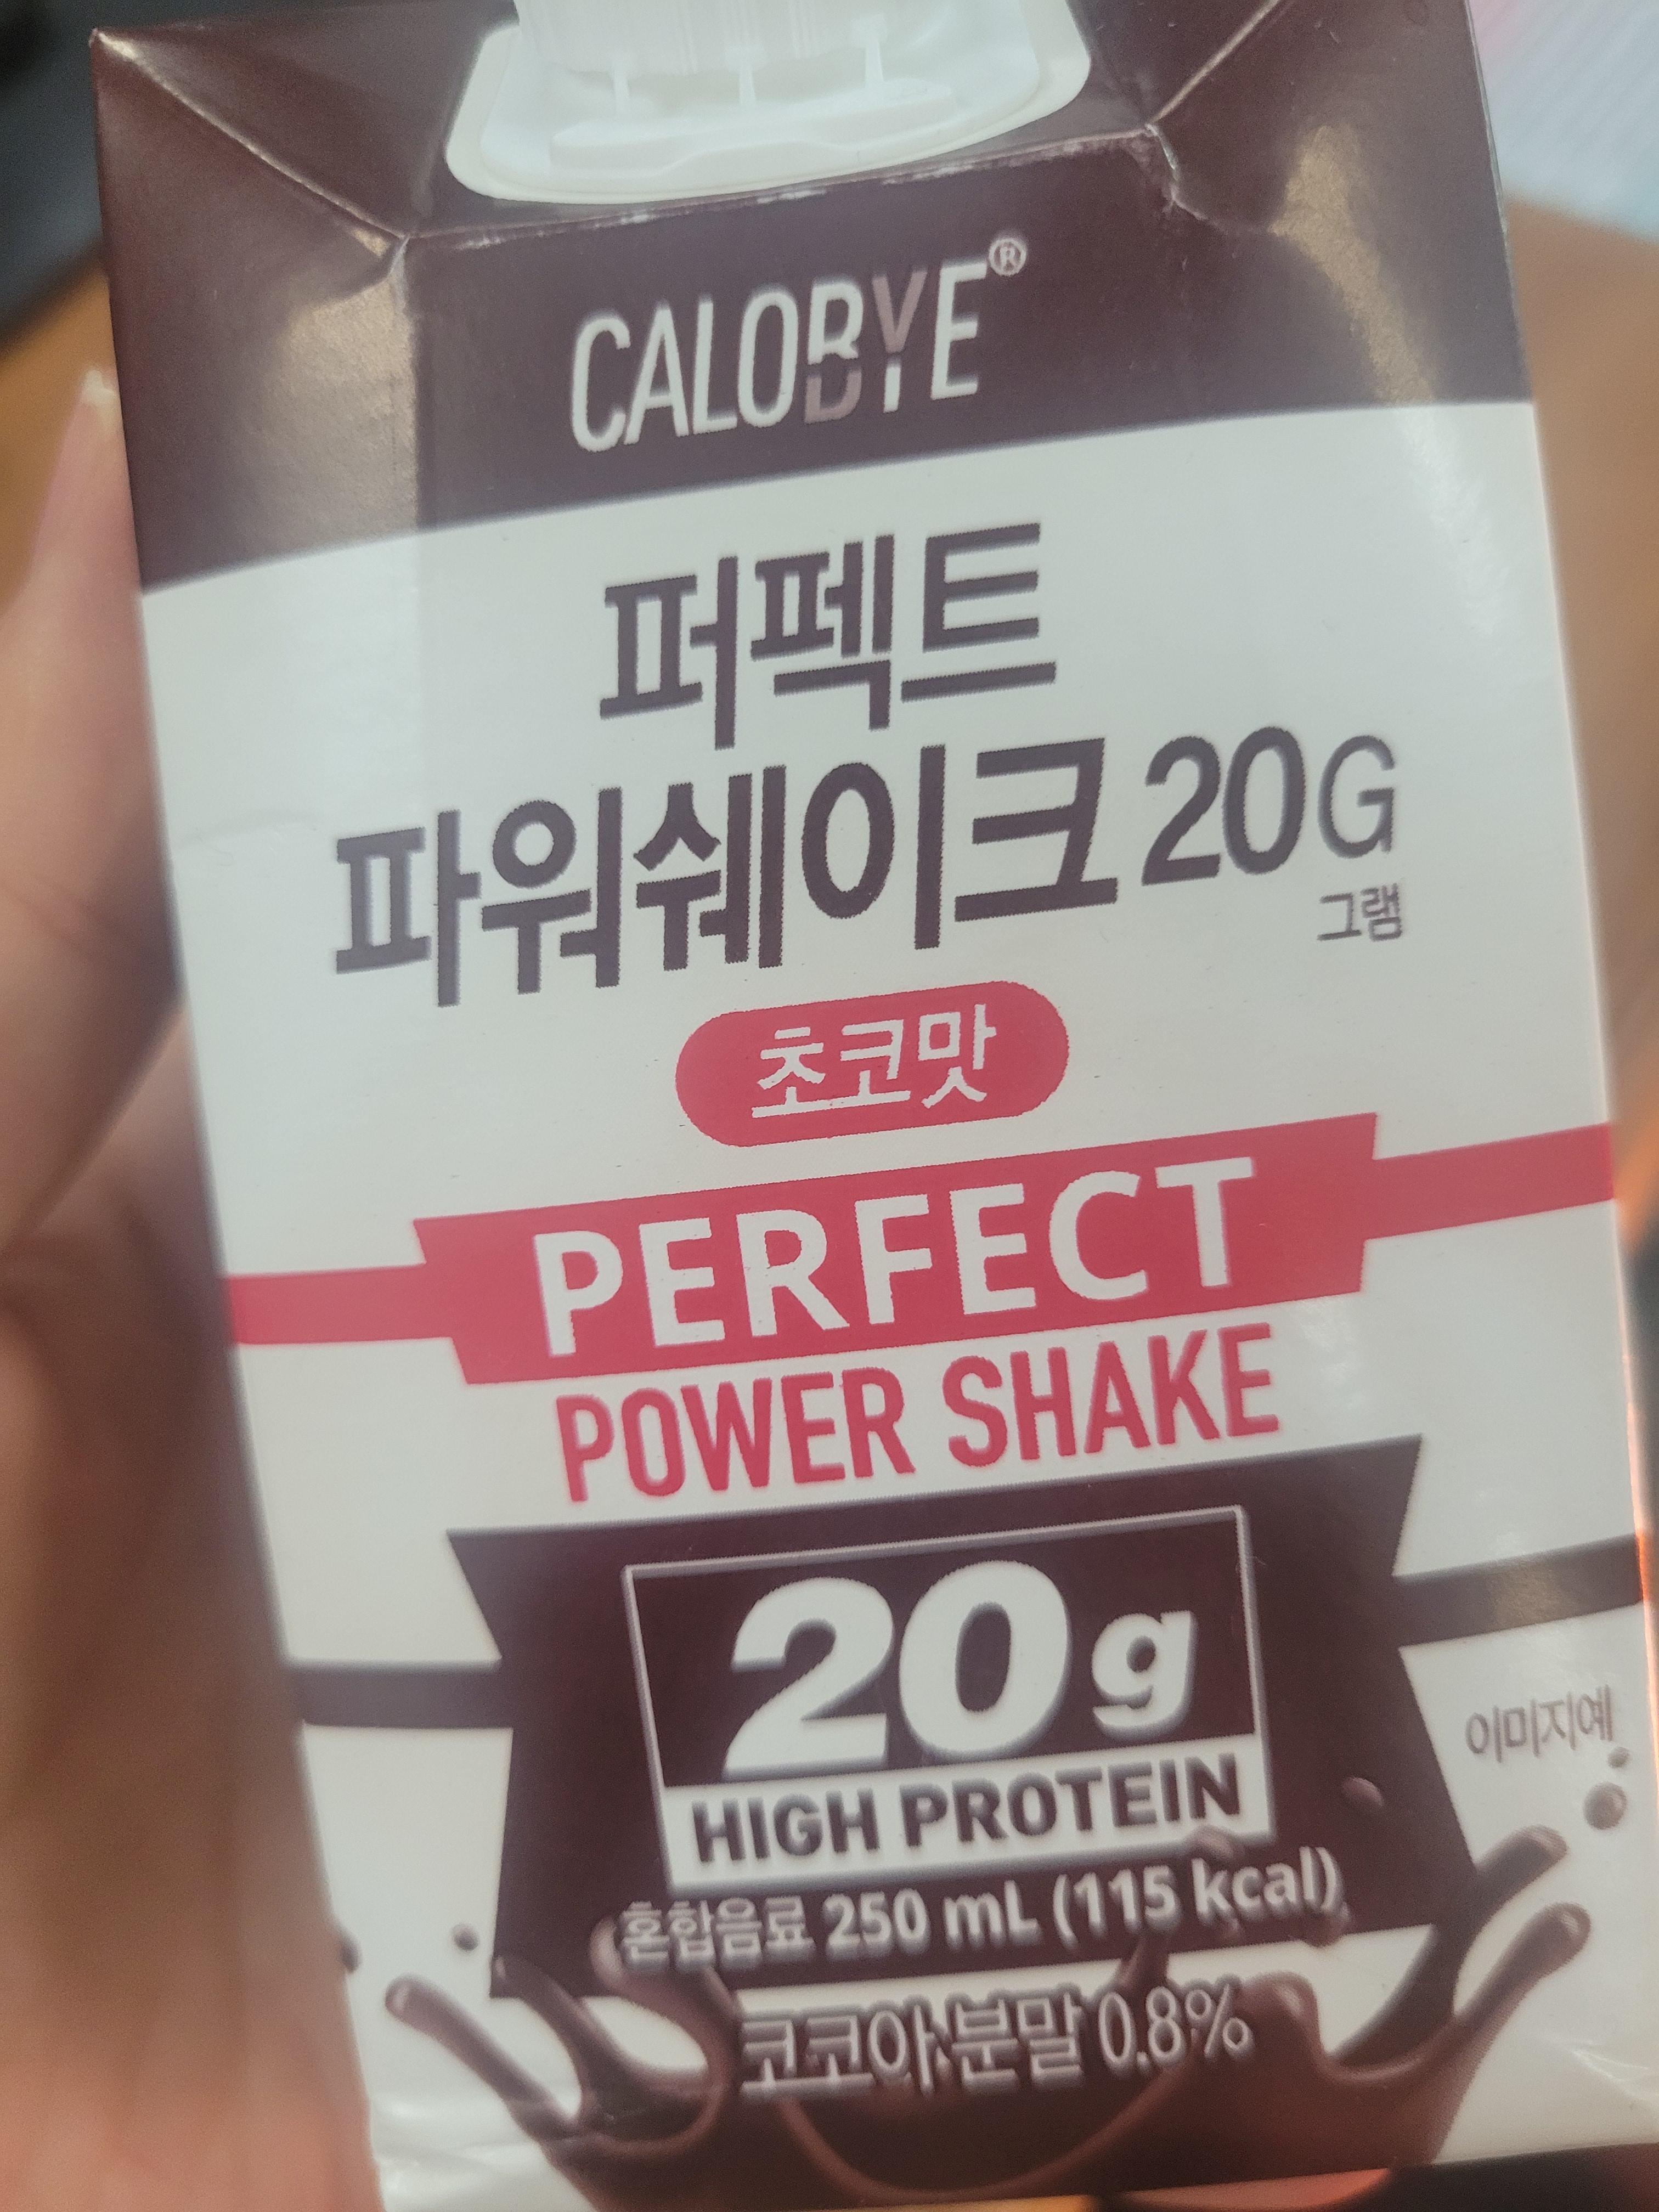 CALOBYE®
퍼펙트
파워쉐이크 20G
그램
초코맛
PERFECT
POWER SHAKE
20g
HIGH PROTEIN
이미지예
혼합음료 250 mL (115 kcal)
코코아분말 0.8%